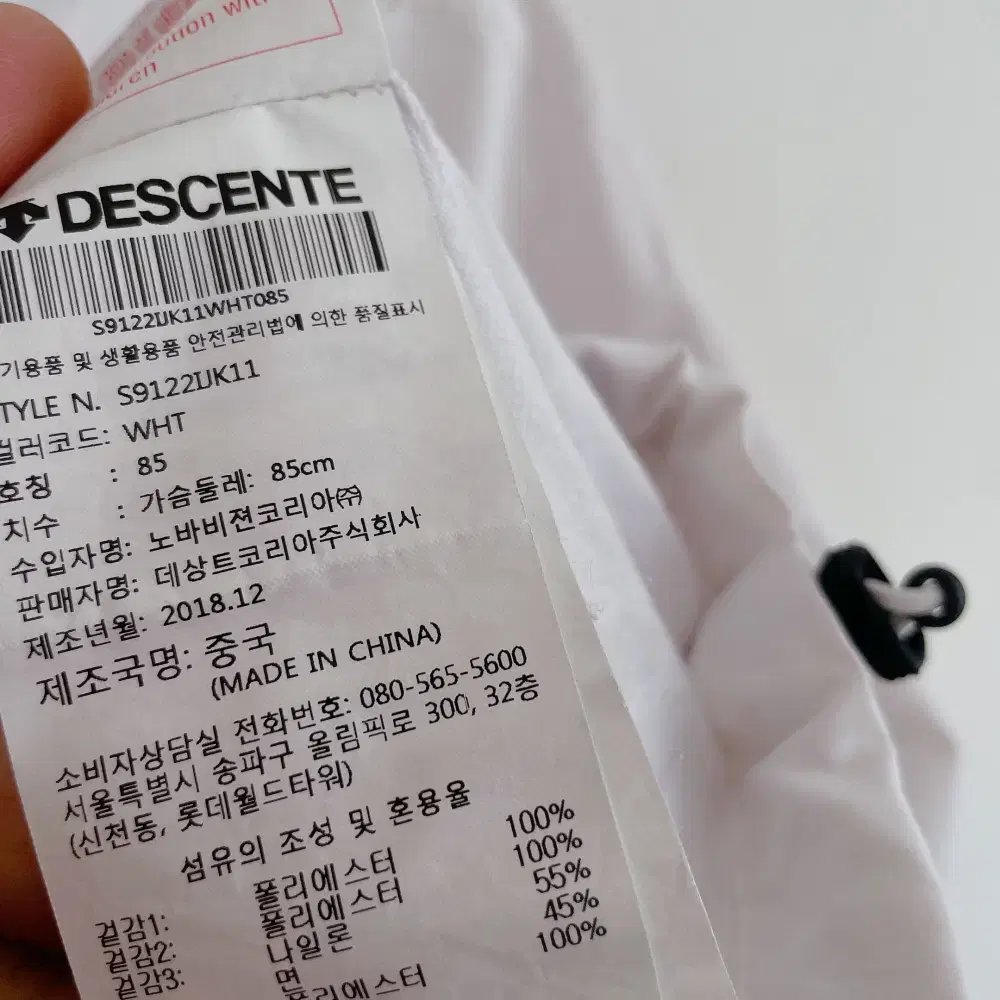 ution with
en
DESCENTE
S9122IJK11WHT085
기용품 및 생활용품 안전관리법에 의한 품질표시
TYLE N. S9122IJK11
컬러코드: WHT
호칭 : 85
치수 : 가슴둘레: 85cm
수입자명: 노바비젼코리아㈜
판매자명: 데상트코리아주식회사
제조년월: 2018.12
제조국명: 중국
(MADE IN CHINA)
소비자상담실 전화번호: 080-565-5600
서울특별시 송파구 올림픽로 300, 32층
(신천동, 롯데월드타워)
섬유의 조성 및 혼용율
겉감1: 폴리에스터 100%
겉감2: 폴리에스터 100%
겉감3: 나일론 55%
면 45%
폴리에스터 100%